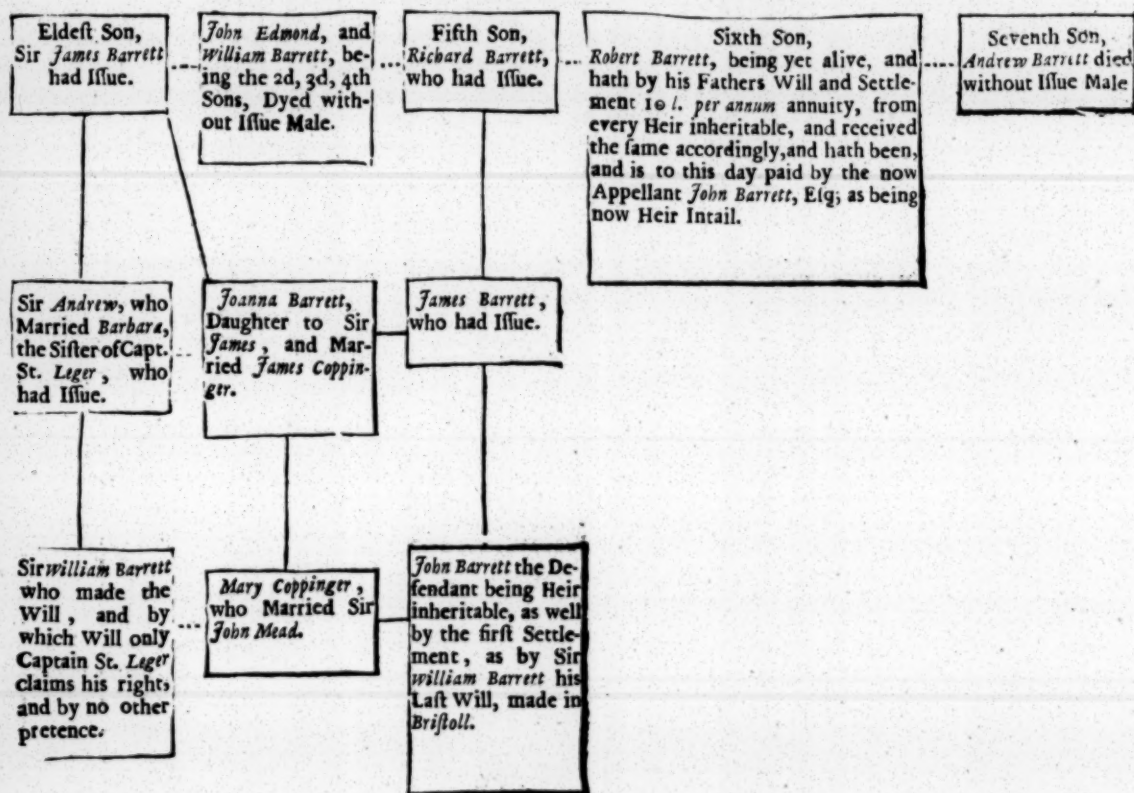 Eldeſt Son,
Sir James Barrett
had Iſſue.
John Edmond, and
William Barrett, be-
ing the 2d, 3d, 4th
Sons, Dyed with-
out Iſſue Male.
Fifth Son,
Richard Barrett,
who had Iſſue.
Sixth Son,
Robert Barrett, being yet alive, and
hath by his Fathers Will and Settle-
ment 10 l. per annum annuity, from
every Heir inheritable, and received
the ſame accordingly, and hath been,
and is to this day paid by the now
Appellant John Barrett, Eſq; as being
now Heir Intail.
Seventh Son,
Andrew Barrett died
without Iſſue Male
Sir Andrew, who
Married Barbara,
the Siſter of Capt.
St. Leger, who
had Iſſue.
Joanna Barrett,
Daughter to Sir
James, and Mar-
ried James Coppin-
ger.
James Barrett,
who had Iſſue.
Sir William Barrett
who made the
Will, and by
which Will only
Captain St. Leger
claims his rights
and by no other
pretence.
Mary Coppinger,
who Married Sir
John Mead.
John Barrett the De-
fendant being Heir
inheritable, as well
by the firſt Settle-
ment, as by Sir
William Barrett his
Laſt Will, made in
Briſtoll.